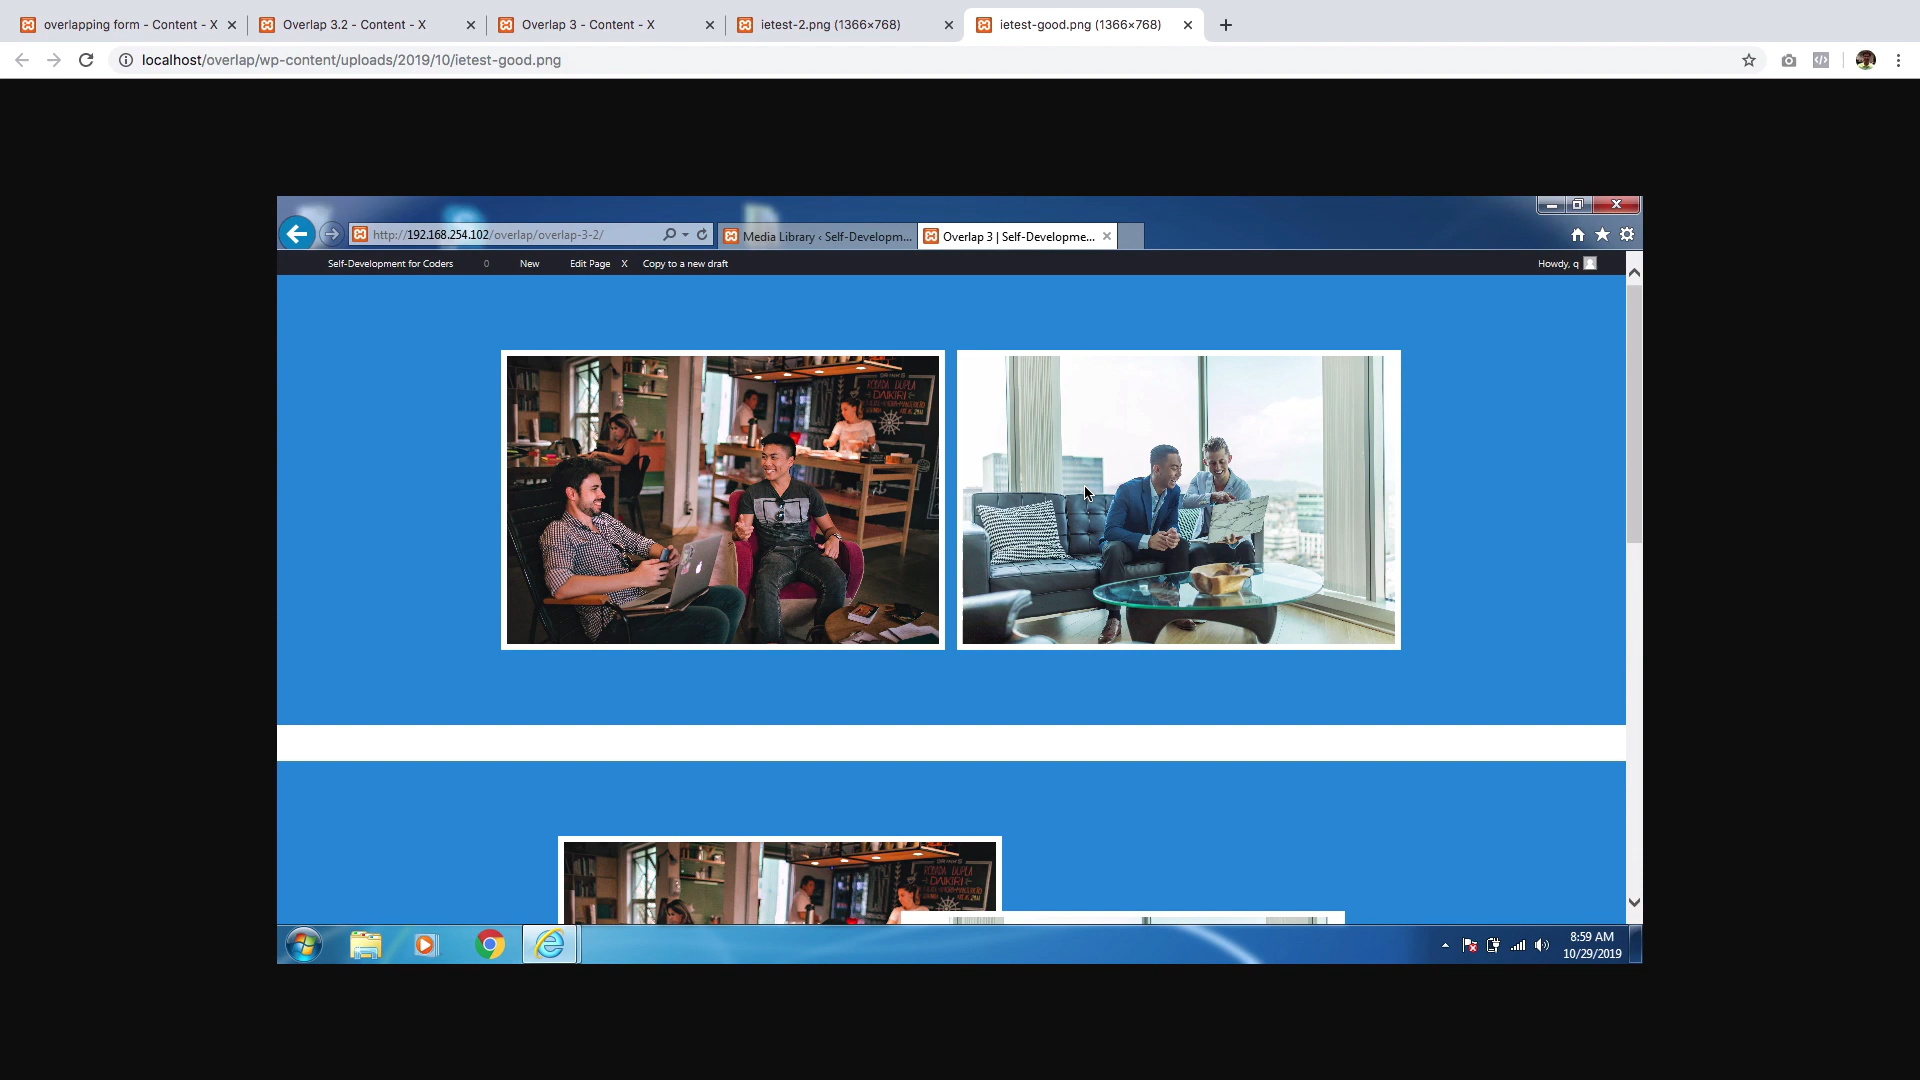 overlapping form - Content - X
Overlap 3.2 - Content - X
Overlap 3 - Content - X
ietest-2.png (1366×768)
ietest-good.png (1366×768)
localhost/overlap/wp-content/uploads/2019/10/ietest-good.png
http://192.168.254.102/overlap/overlap-3-2/
Media Library ‹ Self-Developm...
Overlap 3 | Self-Developme...
Self-Development for Coders
0
New
Edit Page
X
Copy to a new draft
Howdy, q
DAIKIRI
DAIKIRI
8:59 AM
10/29/2019